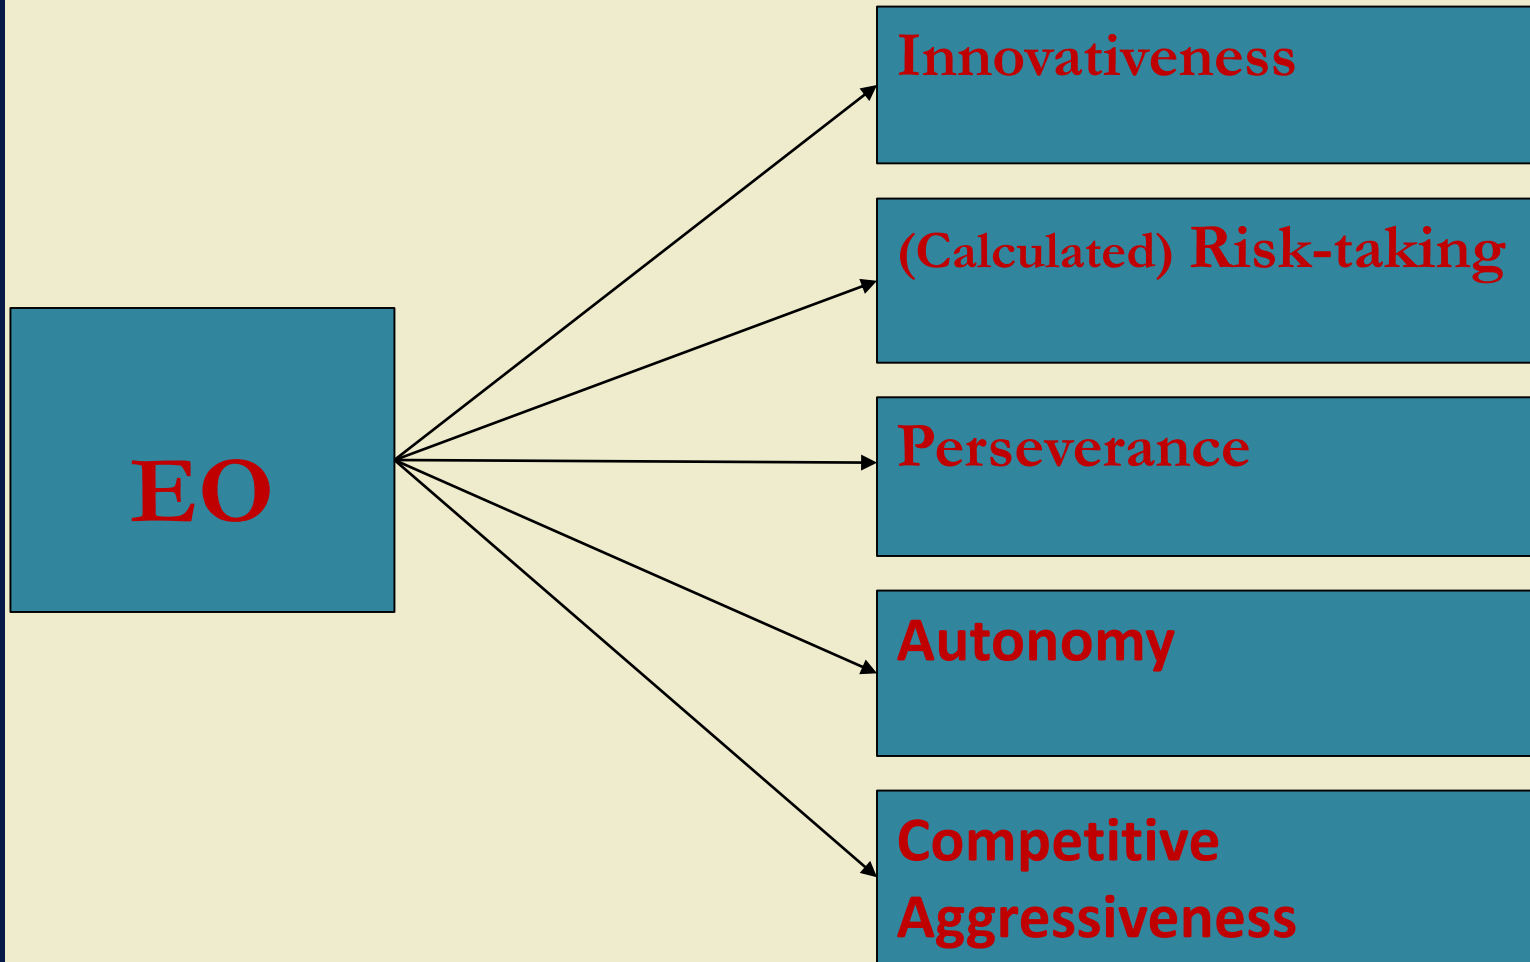 Innovativeness
(Calculated) Risk-taking
EO
Perseverance
Autonomy
Competitive
Aggressiveness